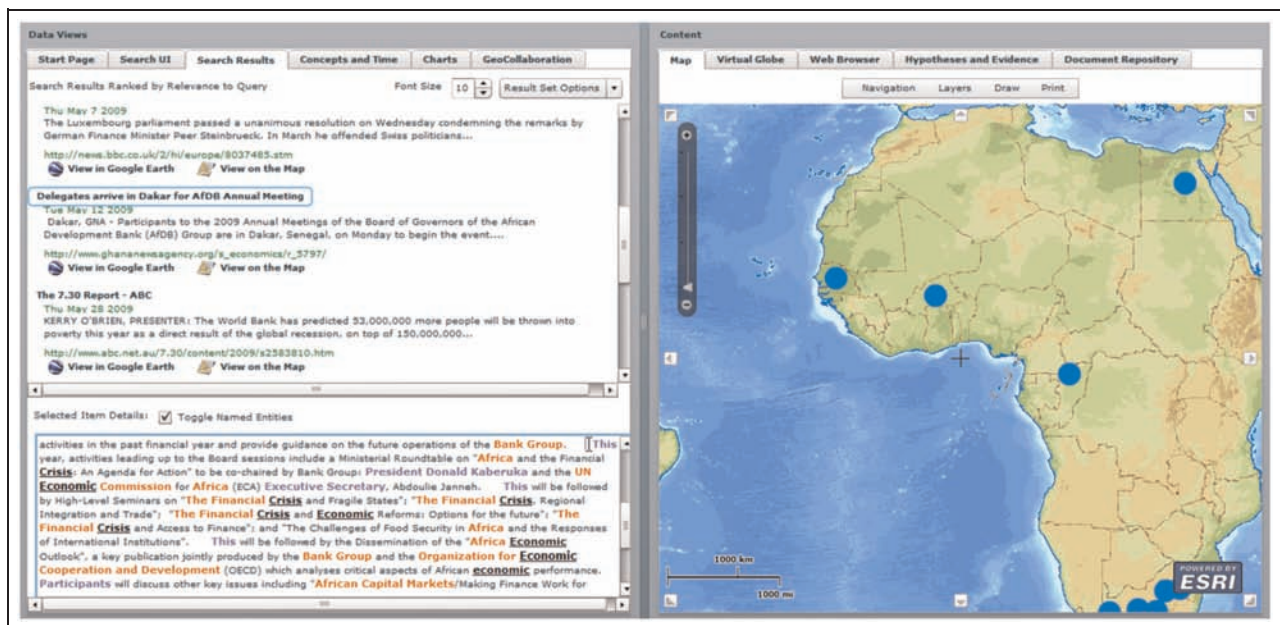 Data Views
Start Page Search UI Search Results Concepts and Time Charts GeoCollaboration
Search Results Ranked by Relevance to Query Font Size 10 Result Set Options
Thu May 7 2009
The Luxembourg parliament passed a unanimous resolution on Wednesday condemning the remarks by
German Finance Minister Peer Steinbrueck. In March he offended Swiss politicians...
http://news.bbc.co.uk/2/hi/europe/8037485.stm
View in Google Earth View on the Map
Delegates arrive in Dakar for AfDB Annual Meeting
Tue May 12 2009
Dakar, GNA - Participants to the 2009 Annual Meetings of the Board of Governors of the African
Development Bank (AfDB) Group are in Dakar, Senegal, on Monday to begin the event....
http://www.ghananewsagency.org/s_economics/r_5797/
View in Google Earth View on the Map
The 7.30 Report - ABC
Thu May 28 2009
KERRY O'BRIEN, PRESENTER: The World Bank has predicted 53,000,000 more people will be thrown into
poverty this year as a direct result of the global recession, on top of 150,000,000...
http://www.abc.net.au/7.30/content/2009/s2583810.htm
View in Google Earth View on the Map
Selected Item Details: Toggle Named Entities
activities in the past financial year and provide guidance on the future operations of the Bank Group. This
year, activities leading up to the Board sessions include a Ministerial Roundtable on "Africa and the Financial
Crisis: An Agenda for Action" to be co-chaired by Bank Group: President Donald Kaberuka and the UN
Economic Commission for Africa (ECA) Executive Secretary, Abdoulie Janneh. This will be followed
by High-Level Seminars on "The Financial Crisis and Fragile States"; "The Financial Crisis, Regional
Integration and Trade"; "The Financial Crisis and Economic Reforms: Options for the future"; "The
Financial Crisis and Access to Finance"; and "The Challenges of Food Security in Africa and the Responses
of International Institutions". This will be followed by the Dissemination of the "Africa Economic
Outlook", a key publication jointly produced by the Bank Group and the Organization for Economic
Cooperation and Development (OECD) which analyses critical aspects of African economic performance.
Participants will discuss other key issues including "African Capital Markets/Making Finance Work for
Content
Map Virtual Globe Web Browser Hypotheses and Evidence Document Repository
Navigation Layers Draw Print
1000 km
1000 mi
POWERED BY
ESRI